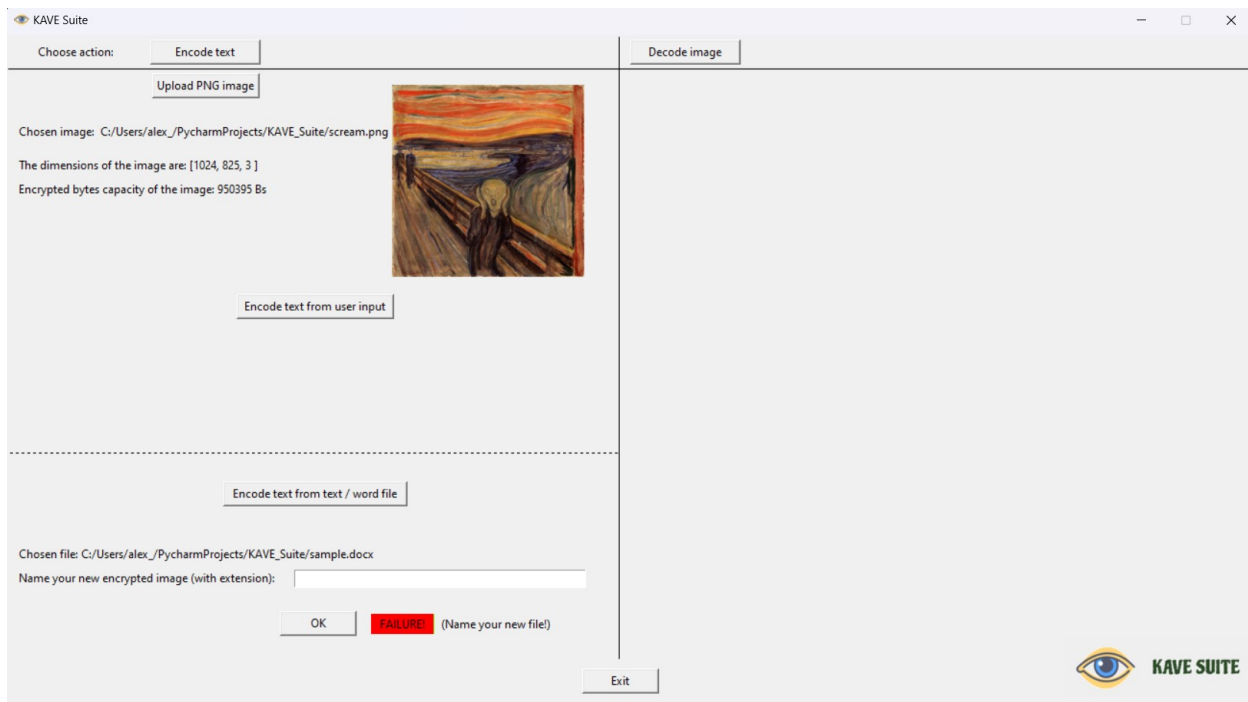 KAVE Suite
Choose action: Encode text Decode image
Upload PNG image
Chosen image: C:/Users/alex_/PycharmProjects/KAVE_Suite/scream.png
The dimensions of the image are: [1024, 825, 3 ]
Encrypted bytes capacity of the image: 950395 Bs
Encode text from user input
Encode text from text / word file
Chosen file: C:/Users/alex_/PycharmProjects/KAVE_Suite/sample.docx
Name your new encrypted image (with extension):
OK FAILURE! (Name your new file!)
KAVE SUITE
Exit